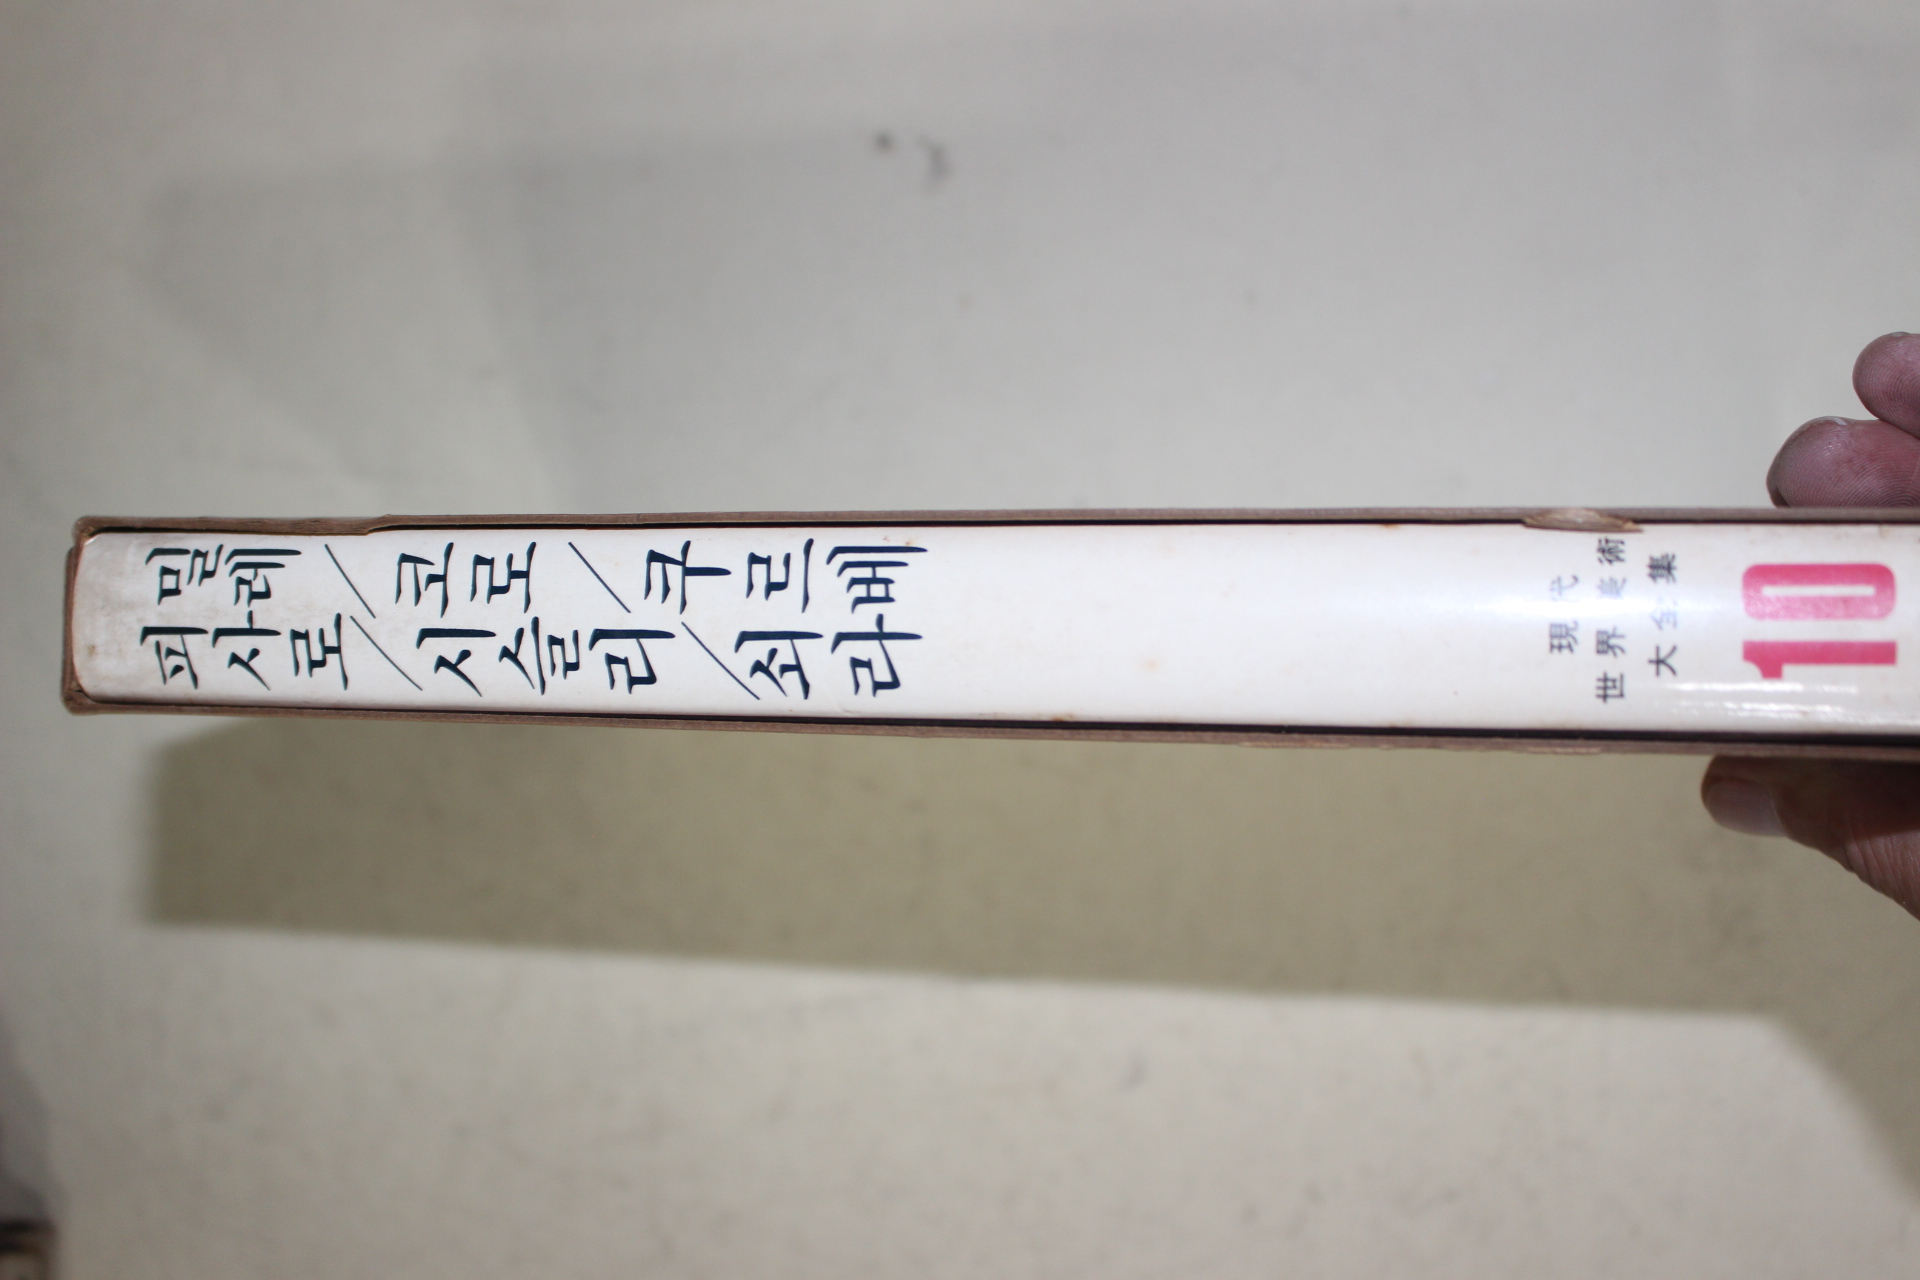 밀레/코로/쿠르베
피사로/시슬리/쇠라
現代
世界美術
大全集
10